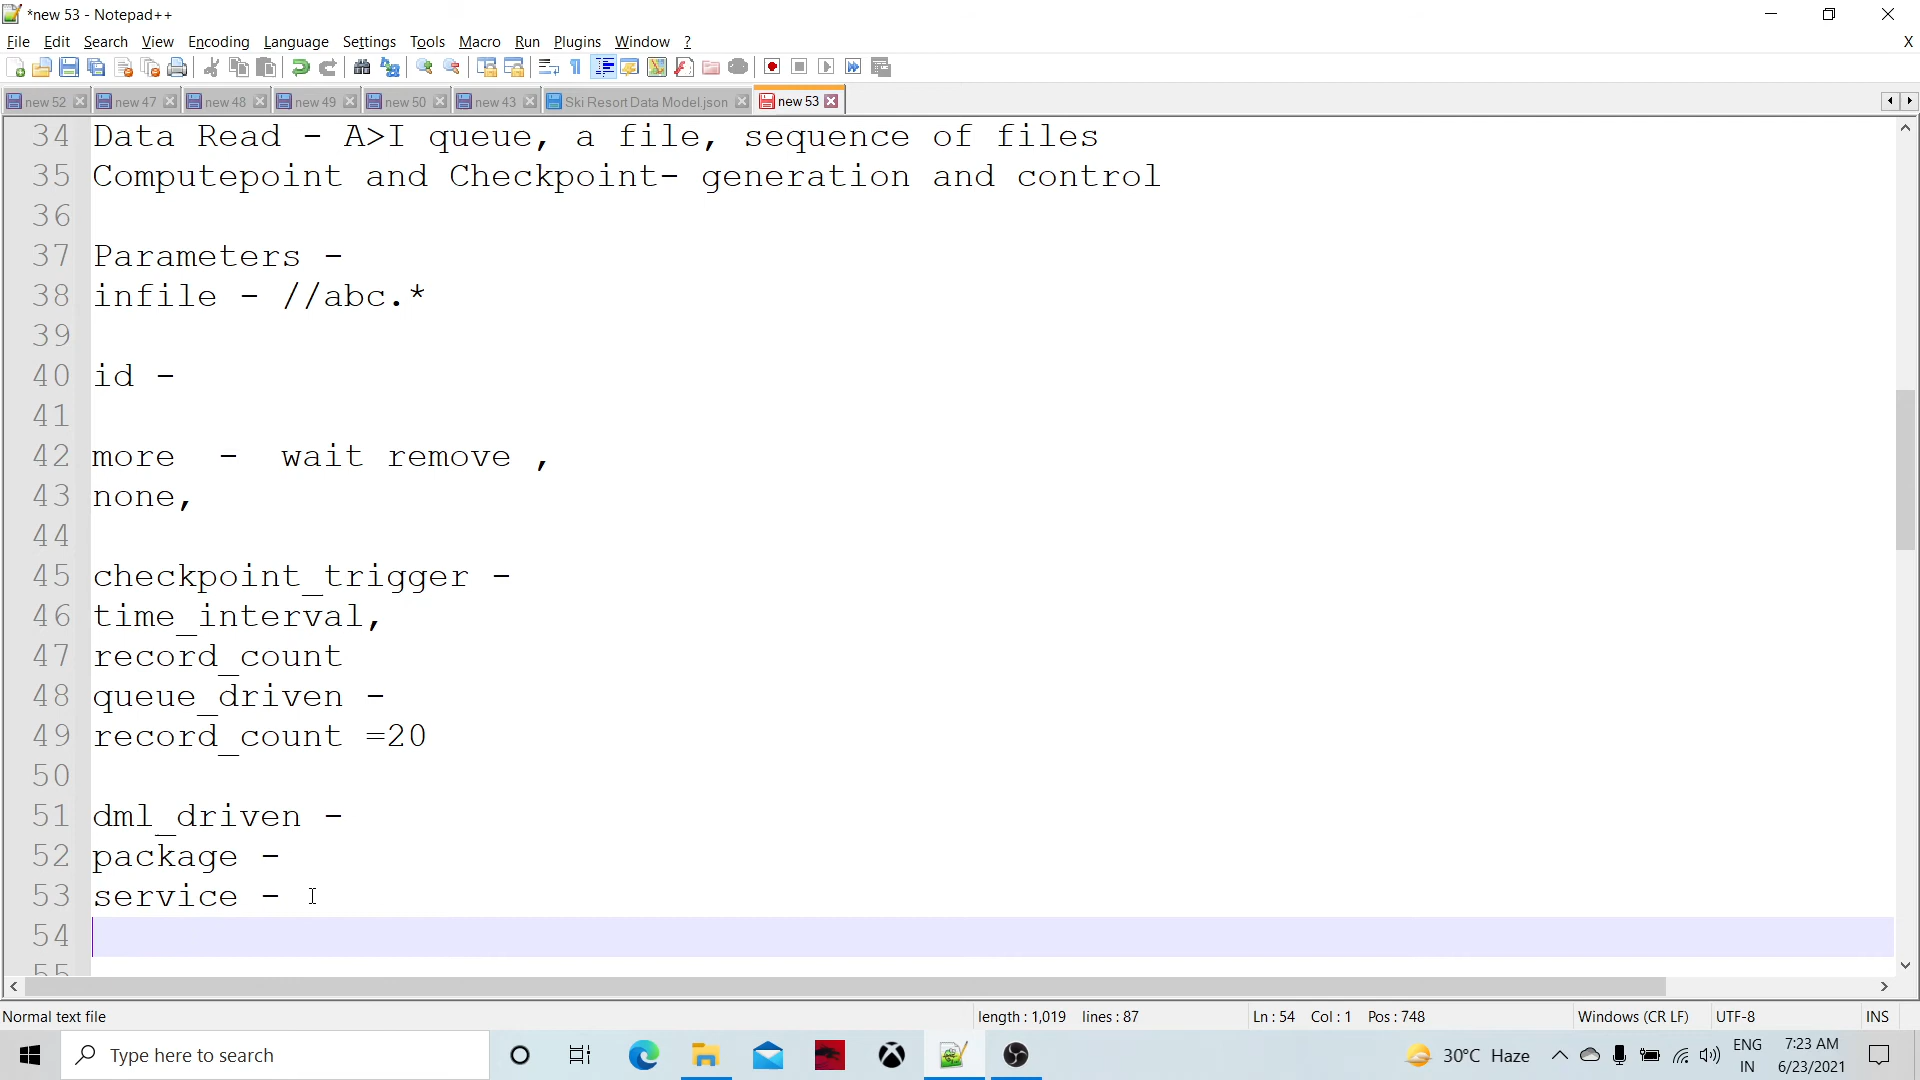 *new 53 - Notepad++
File Edit Search View Encoding Language Settings Tools Macro Run Plugins Window ?
X
new 52 new 47 new 48 new 49 new 50 new 43 Ski Resort Data Model.json new 53
34 Data Read - A>I queue, a file, sequence of files
35 Computepoint and Checkpoint- generation and control
36
37 Parameters -
38 infile - //abc.*
39
40 id -
41
42 more - wait remove ,
43 none,
44
45 checkpoint_trigger -
46 time_interval,
47 record_count
48 queue_driven -
49 record_count =20
50
51 dml_driven -
52 package -
53 service -
54
55
Normal text file length : 1,019 lines : 87 Ln : 54 Col : 1 Pos : 748 Windows (CR LF) UTF-8 INS
Type here to search 30°C Haze ENG 7:23 AM
IN 6/23/2021